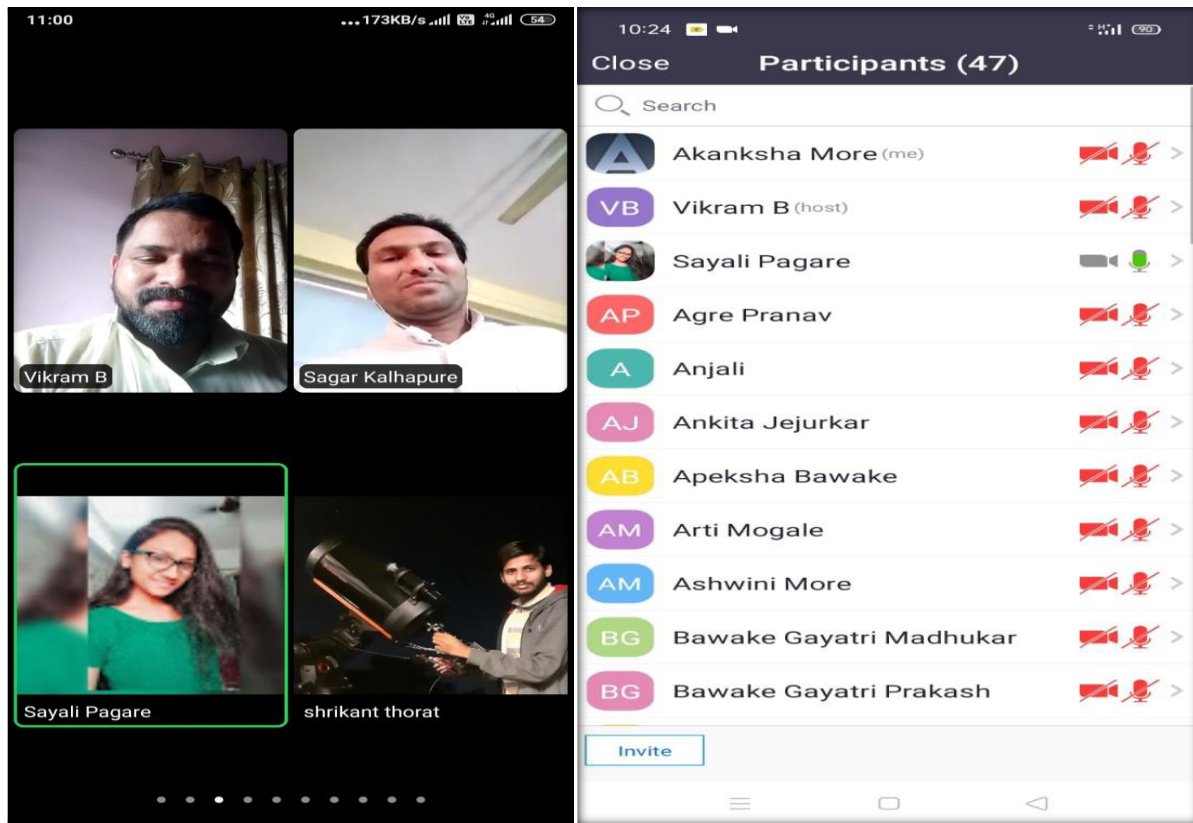 11:00
...173KB/s 4G 54
Vikram B
Sagar Kalhapure
Sayali Pagare
shrikant thorat
10:24
H+ 90
Close Participants (47)
Search
Akanksha More (me)
VB Vikram B (host)
Sayali Pagare
AP Agre Pranav
A Anjali
AJ Ankita Jejurkar
AB Apeksha Bawake
AM Arti Mogale
AM Ashwini More
BG Bawake Gayatri Madhukar
BG Bawake Gayatri Prakash
Invite